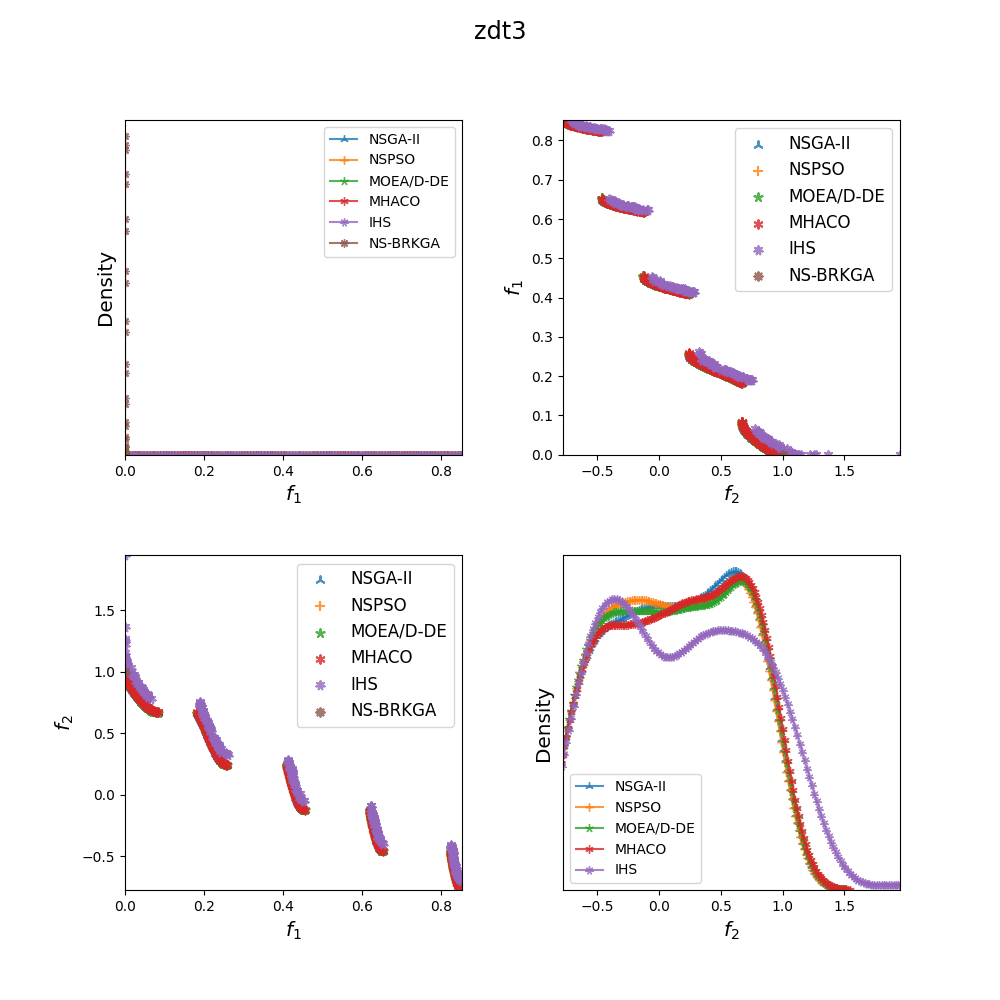 zdt3
Density
NSGA-II
NSPSO
MOEA/D-DE
MHACO
IHS
NS-BRKGA
0.0 0.2 0.4 0.6 0.8
f1
f1
0.8
0.7
0.6
0.5
0.4
0.3
0.2
0.1
0.0
NSGA-II
NSPSO
MOEA/D-DE
MHACO
IHS
NS-BRKGA
−0.5 0.0 0.5 1.0 1.5
f2
f2
1.5
1.0
0.5
0.0
−0.5
NSGA-II
NSPSO
MOEA/D-DE
MHACO
IHS
NS-BRKGA
0.0 0.2 0.4 0.6 0.8
f1
Density
NSGA-II
NSPSO
MOEA/D-DE
MHACO
IHS
−0.5 0.0 0.5 1.0 1.5
f2